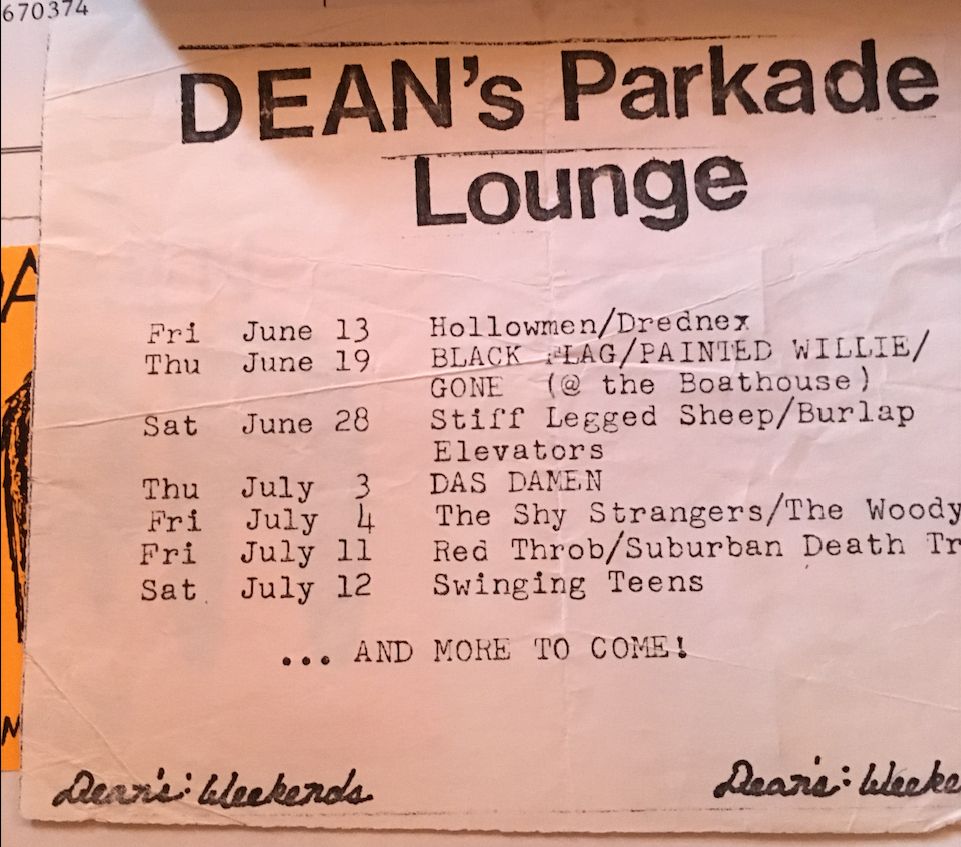 670374
DEAN's Parkade
Lounge
Fri June 13 Hollowmen/Drednex
Thu June 19 BLACK FLAG/PAINTED WILLIE/
GONE (@ the Boathouse)
Sat June 28 Stiff Legged Sheep/Burlap
Elevators
Thu July 3 DAS DAMEN
Fri July 4 The Shy Strangers/The Woody
Fri July 11 Red Throb/Suburban Death Tr
Sat July 12 Swinging Teens
... AND MORE TO COME!
Dean's: Weekends Dean's: Weeke